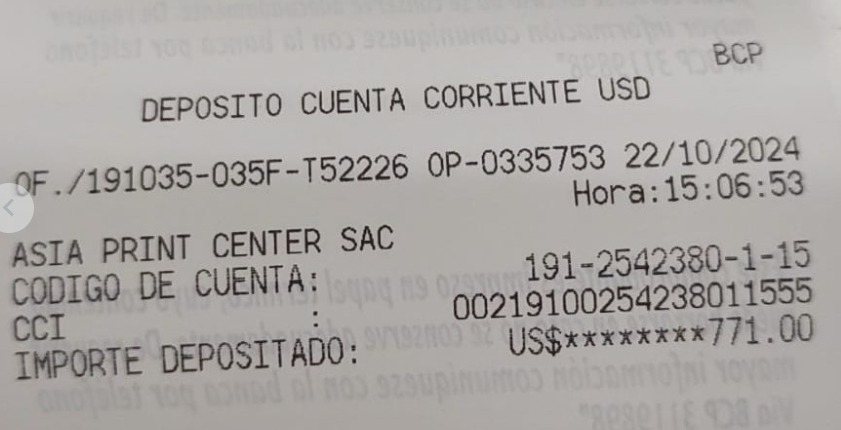 BCP
DEPOSITO CUENTA CORRIENTE USD
OF./191035-035F-T52226 OP-0335753 22/10/2024
Hora:15:06:53
ASIA PRINT CENTER SAC
CODIGO DE CUENTA: 191-2542380-1-15
CCI : 00219100254238011555
IMPORTE DEPOSITADO: US$********771.00